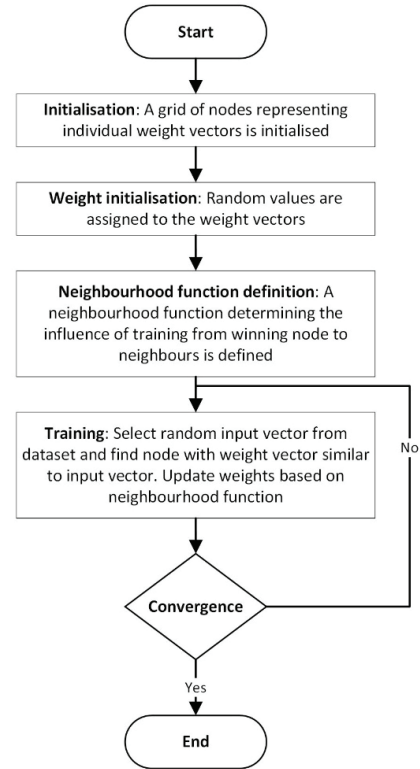 Start
Initialisation: A grid of nodes representing
individual weight vectors is initialised
Weight initialisation: Random values are
assigned to the weight vectors
Neighbourhood function definition: A
neighbourhood function determining the
influence of training from winning node to
neighbours is defined
Training: Select random input vector from
dataset and find node with weight vector similar
to input vector. Update weights based on
neighbourhood function
No
Convergence
Yes
End